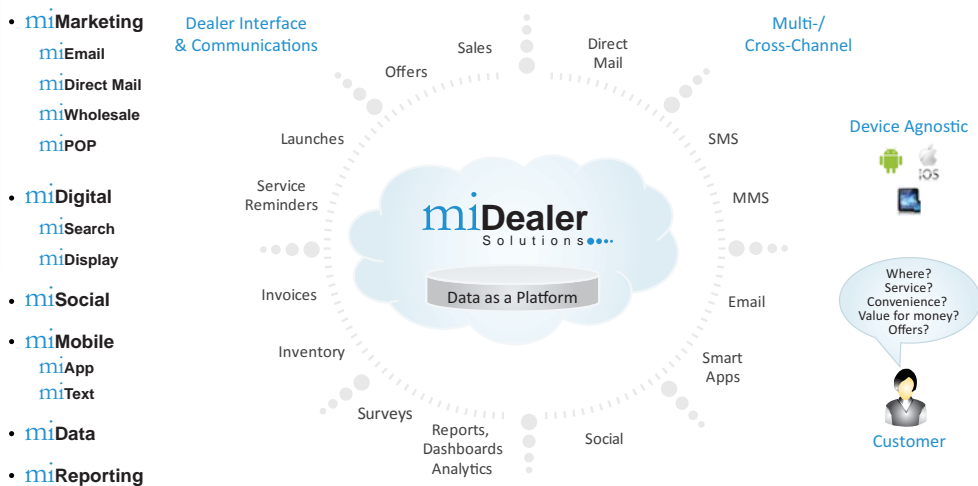 • miMarketing
miEmail
miDirect Mail
miWholesale
miPOP
• miDigital
miSearch
miDisplay
• miSocial
• miMobile
miApp
miText
• miData
• miReporting
Dealer Interface
& Communications
Sales
Offers
Launches
Service
Reminders
Invoices
Inventory
Surveys
Reports,
Dashboards
Analytics
miDealer
Solutions
Data as a Platform
Multi-/
Cross-Channel
Direct
Mail
SMS
MMS
Email
Smart
Apps
Social
Device Agnostic
iOS
Where?
Service?
Convenience?
Value for money?
Offers?
Customer